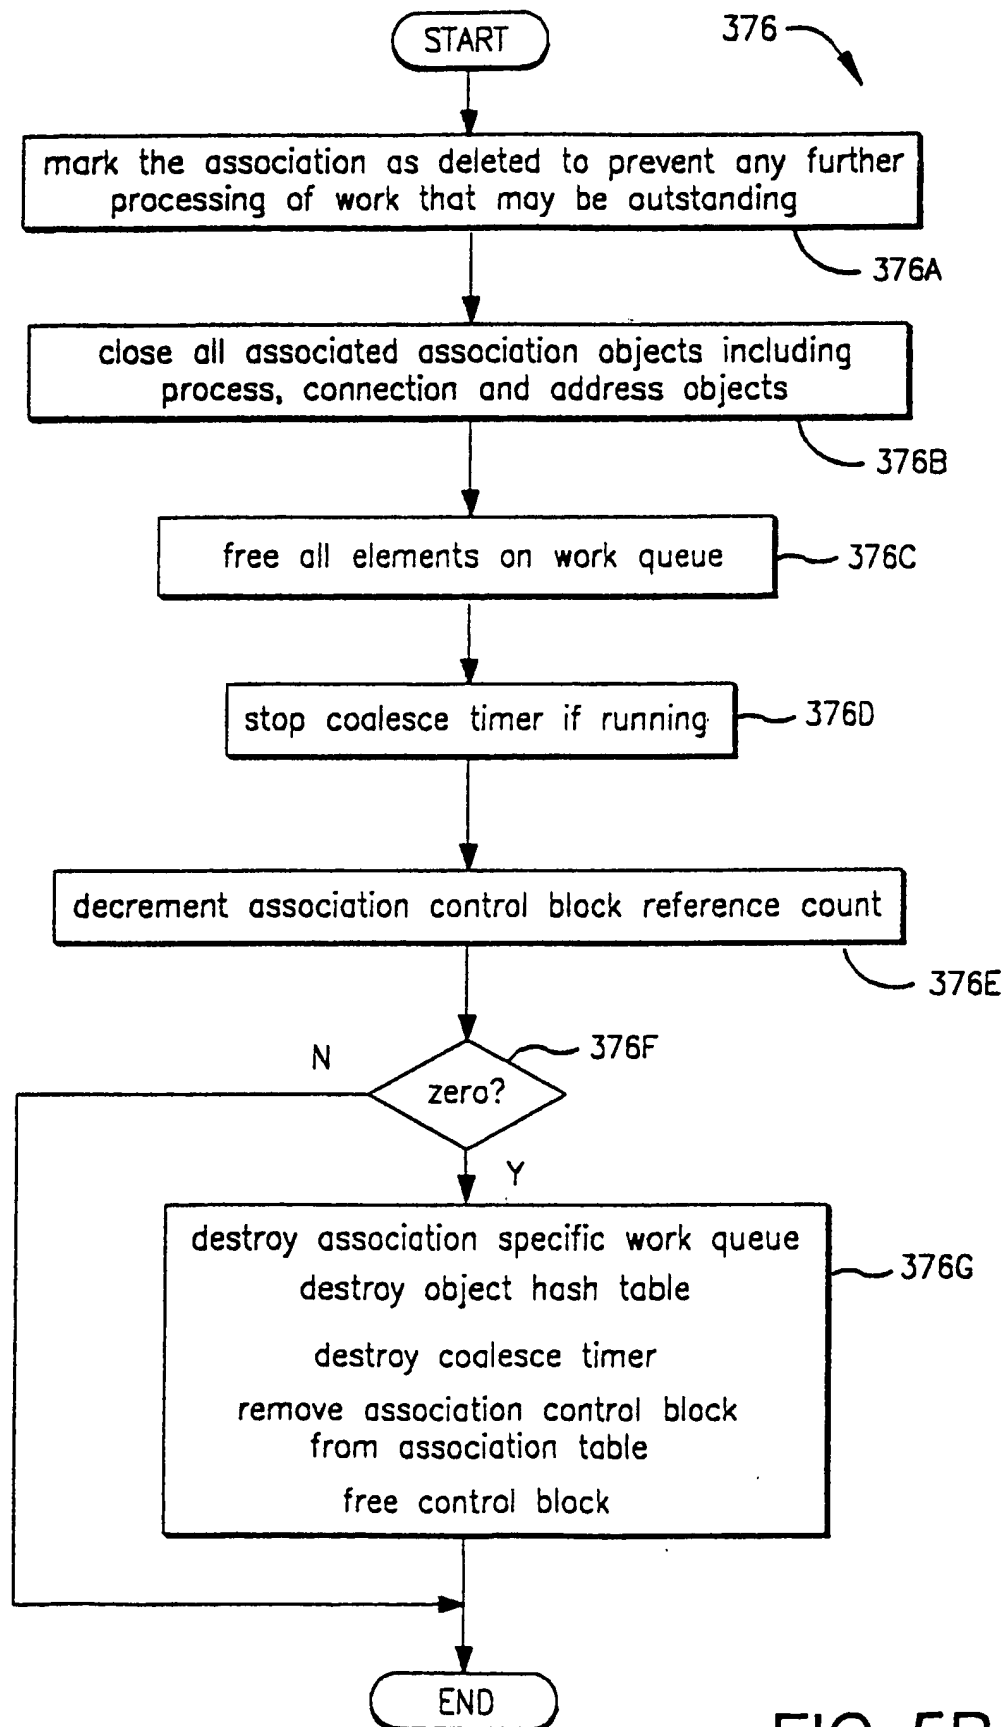 START
376
mark the association as deleted to prevent any further
processing of work that may be outstanding
376A
close all associated association objects including
process, connection and address objects
376B
free all elements on work queue
376C
stop coalesce timer if running
376D
decrement association control block reference count
376E
376F
N
zero?
Y
destroy association specific work queue
destroy object hash table
376G
destroy coalesce timer
remove association control block
from association table
free control block
END